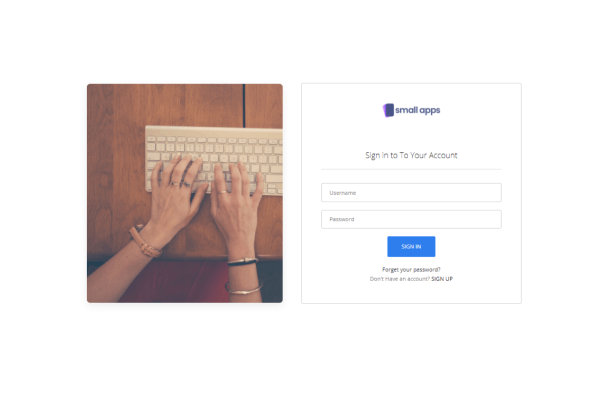 small apps
Sign In to To Your Account
Username
Password
SIGN IN
Forget your password?
Don't have an account? SIGN UP